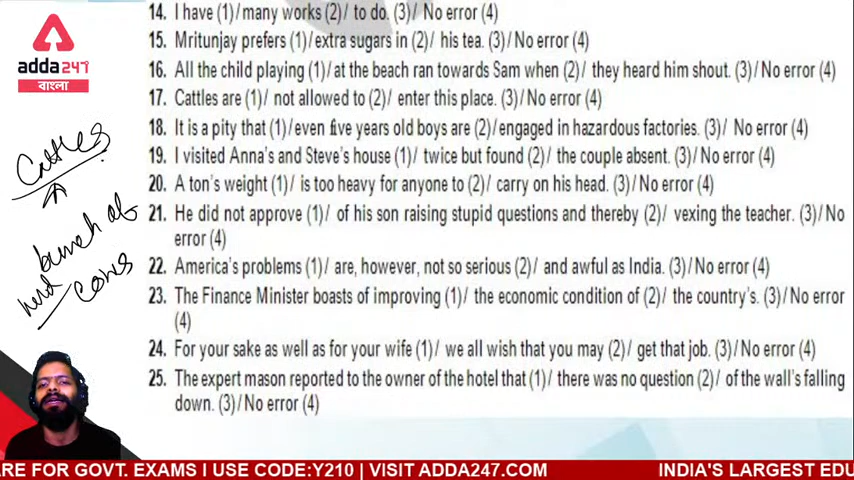 14. I have (1)/many works (2)/ to do. (3)/ No error (4)
15. Mritunjay prefers (1)/extra sugars in (2)/ his tea. (3)/No error (4)
16. All the child playing (1)/at the beach ran towards Sam when (2)/ they heard him shout. (3)/ No error (4)
17. Cattles are (1)/ not allowed to (2)/ enter this place. (3)/ No error (4)
18. It is a pity that (1)/even five years old boys are (2)/engaged in hazardous factories. (3)/ No error (4)
19. I visited Anna's and Steve's house (1)/ twice but found (2)/ the couple absent. (3)/ No error (4)
20. A ton's weight (1)/ is too heavy for anyone to (2)/ carry on his head. (3)/ No error (4)
21. He did not approve (1)/ of his son raising stupid questions and thereby (2)/ vexing the teacher. (3)/No
error (4)
22. America's problems (1)/ are, however, not so serious (2)/ and awful as India. (3)/ No error (4)
23. The Finance Minister boasts of improving (1)/ the economic condition of (2)/ the country's. (3)/ No error
(4)
24. For your sake as well as for your wife (1)/ we all wish that you may (2)/ get that job. (3)/ No error (4)
25. The expert mason reported to the owner of the hotel that (1)/ there was no question (2)/ of the wall's falling
down. (3)/ No error (4)
adda247
বাংলা
Cattles
bunch of
herd cows
ARE FOR GOVT. EXAMS I USE CODE:Y210 | VISIT ADDA247.COM
INDIA'S LARGEST EDU